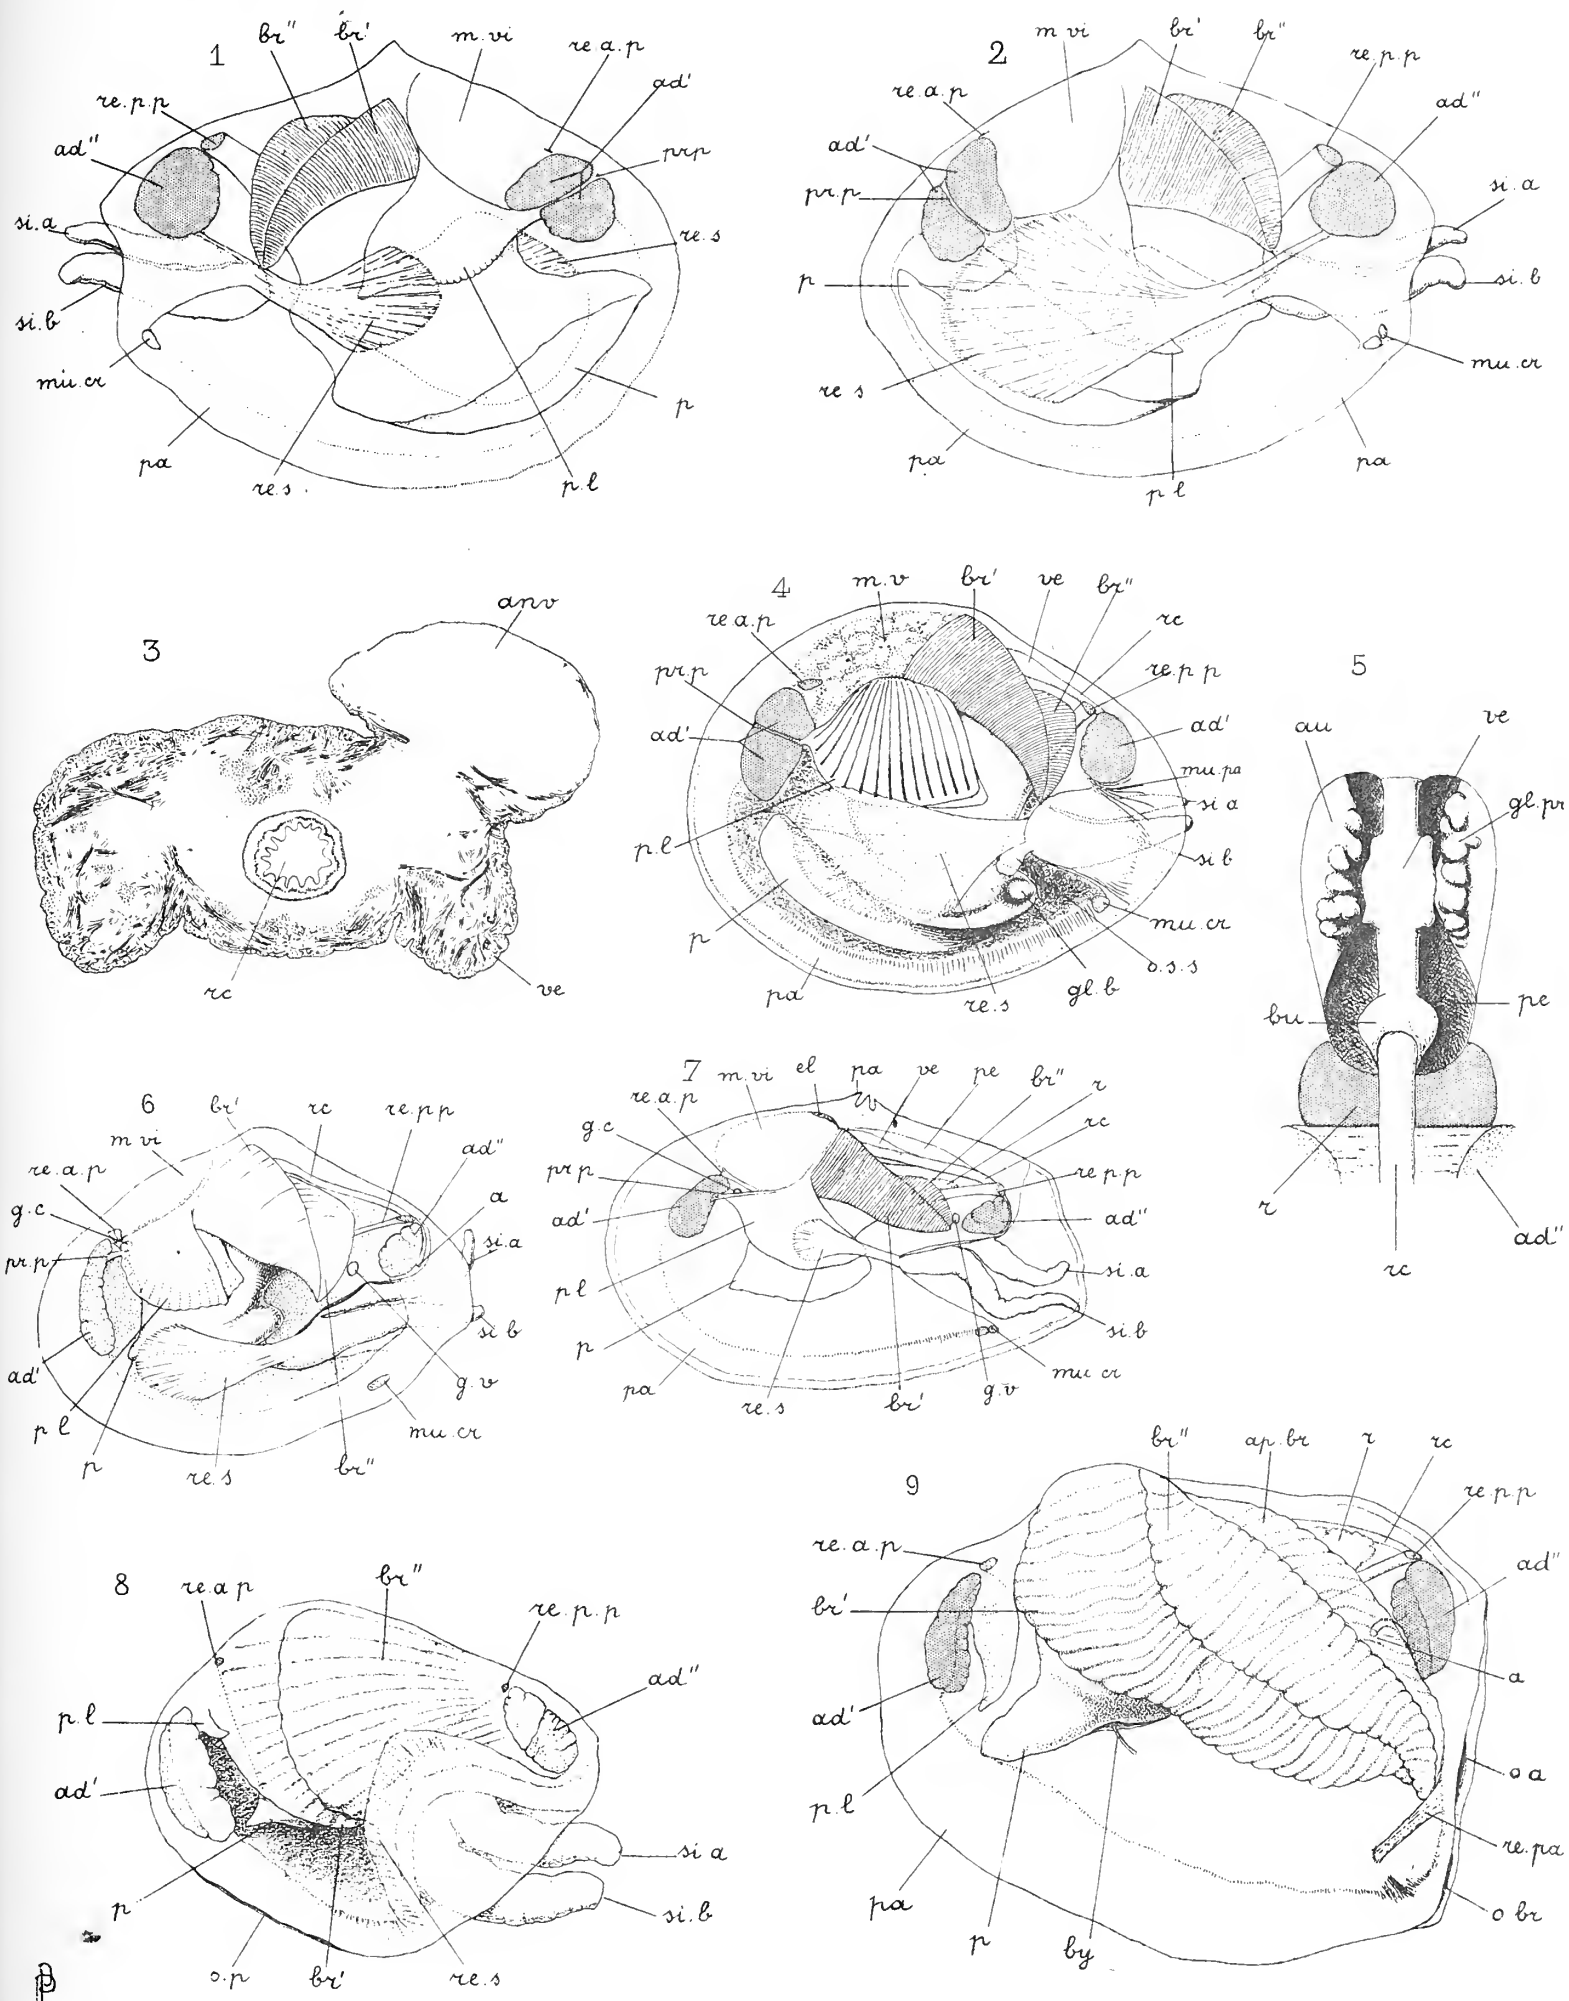 1
br''
br'
m.vi
re.a.p
ad'
re.p.p
ad''
pr.p
si.a
re.s
si.b
mu.cr
p
pa
re.s.
p.l
2
m vi
br'
br''
re.p.p
re.a.p
ad''
ad'
si.a
pr.p
p
si.b
re s
mu.cr
pa
p l
pa
3
anv
rc
ve
4
m.v
br'
ve
br''
re.a.p
rc
pr.p
re.p p
ad'
ad'
mu.pa
si a
p.l
si b
p
mu.cr
o.s.s
pa
re.s
gl.b
5
au
ve
gl.pr
bu
pe
r
ad''
rc
6
br'
rc
re.p p
m vi
ad''
re.a.p
a
g.c
si.a
pr.p
si b
ad'
g.v
p l
mu.cr
p
re.s
br''
7
m.vi
el
pa
ve
pe
br''
r
re.a.p
rc
g.c
re p.p
pr p
ad'
ad''
si.a
p l
si.b
p
mu cr
pa
re.s
br'
g.v
8
re.a p
br''
re.p.p
ad''
p.l
ad'
si a
p
si.b
o.p
br'
re.s
9
br''
ap.br
r
rc
re.p.p
re.a.p
ad''
br'
a
ad'
o a
p.l
re.pa
pa
o br
p
by